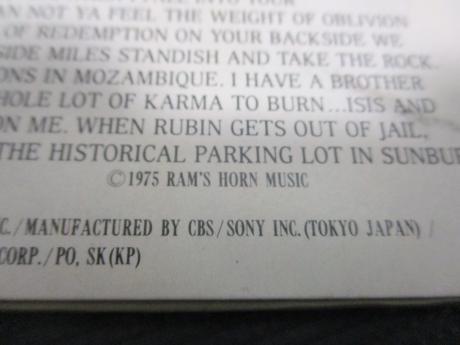 AN NOT YA FEEL THE WEIGHT OF OBLIVION
OF REDEMPTION ON YOUR BACKSIDE WE
SIDE MILES STANDISH AND TAKE THE ROCK.
ONS IN MOZAMBIQUE. I HAVE A BROTHER
HOLE LOT OF KARMA TO BURN...ISIS AND
ON ME. WHEN RUBIN GETS OUT OF JAIL,
THE HISTORICAL PARKING LOT IN SUNBU
©1975 RAM'S HORN MUSIC
C./MANUFACTURED BY CBS/SONY INC.(TOKYO JAPAN) /
CORP./PO, SK(KP)